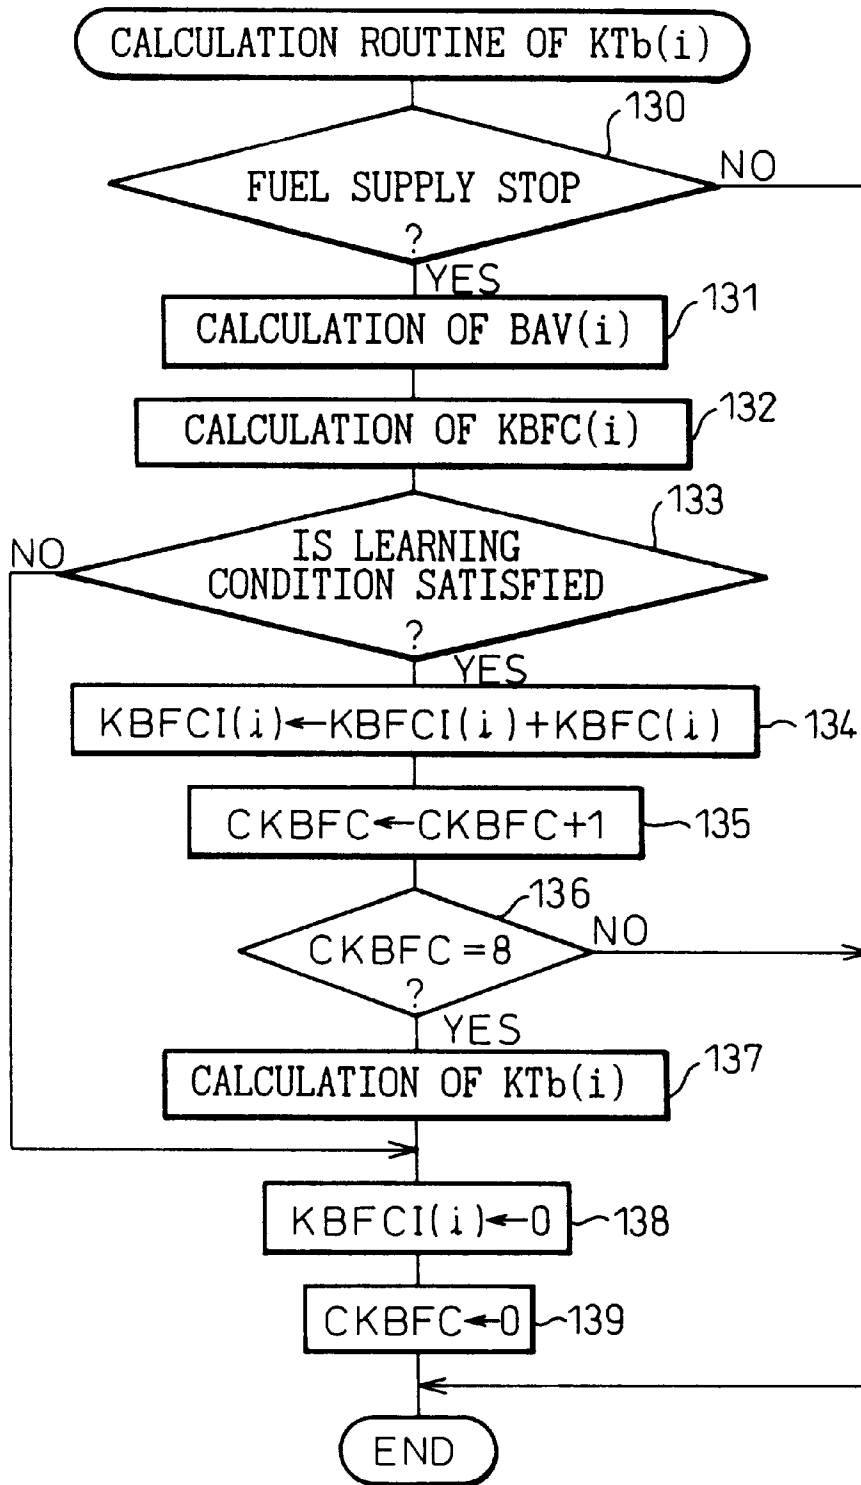 CALCULATION ROUTINE OF KTb(i)
130
FUEL SUPPLY STOP
?
NO
YES
CALCULATION OF BAV(i)
131
CALCULATION OF KBFC(i)
132
133
NO
IS LEARNING
CONDITION SATISFIED
?
YES
KBFCI(i)←KBFCI(i)+KBFC(i)
134
CKBFC←CKBFC+1
135
136
CKBFC=8
?
NO
YES
CALCULATION OF KTb(i)
137
KBFCI(i)←0
138
CKBFC←0
139
END